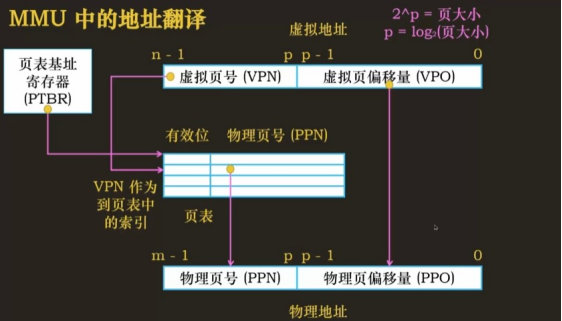 MMU 中的地址翻译
2^p = 页大小
p = log₂(页大小)
虚拟地址
n - 1 p p - 1 0
页表基址
寄存器
(PTBR)
虚拟页号 (VPN) 虚拟页偏移量 (VPO)
有效位 物理页号 (PPN)
VPN 作为
到页表中
的索引
页表
m - 1 p p - 1 0
物理页号 (PPN) 物理页偏移量 (PPO)
物理地址